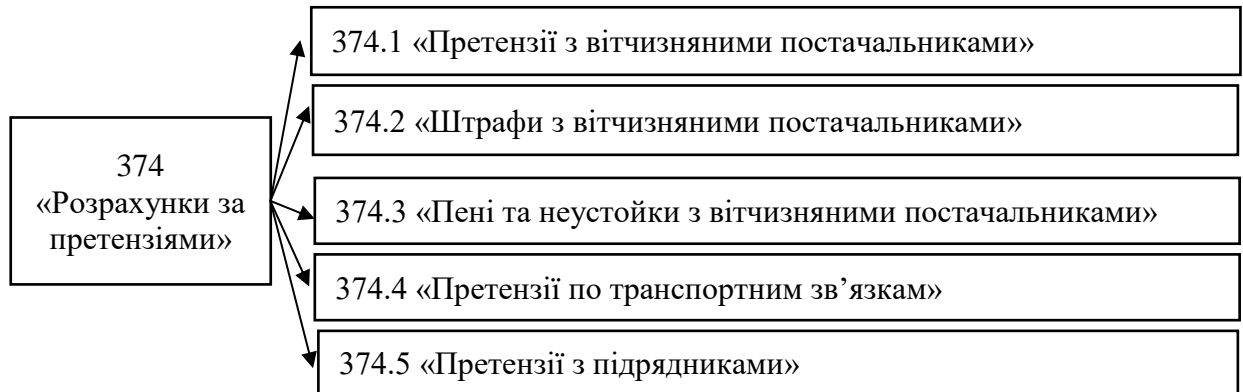 374.1 «Претензії з вітчизняними постачальниками»
374.2 «Штрафи з вітчизняними постачальниками»
374
«Розрахунки за
претензіями»
374.3 «Пені та неустойки з вітчизняними постачальниками»
374.4 «Претензії по транспортним зв’язкам»
374.5 «Претензії з підрядниками»